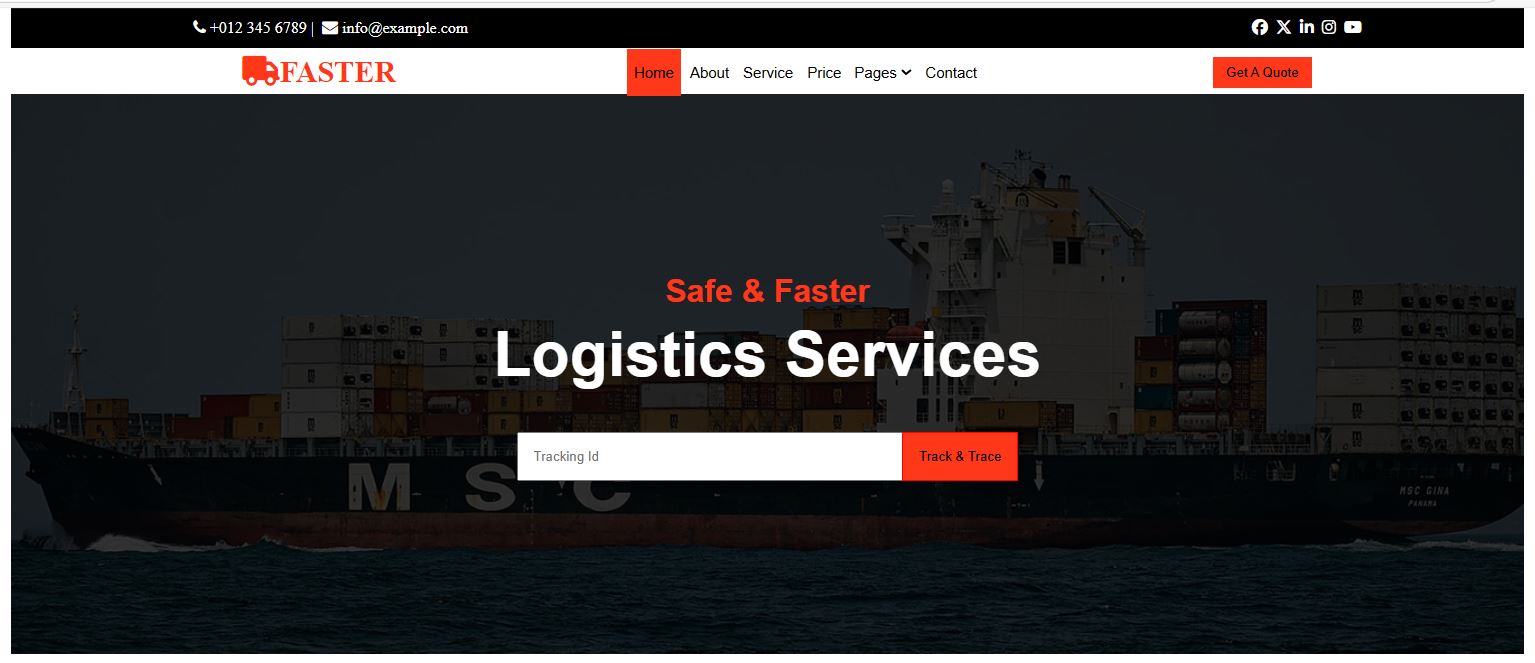 +012 345 6789 | info@example.com
FASTER
Home About Service Price Pages Contact
Get A Quote
Safe & Faster
Logistics Services
Tracking Id
Track & Trace
M S C
MSC GINA
PANAMA